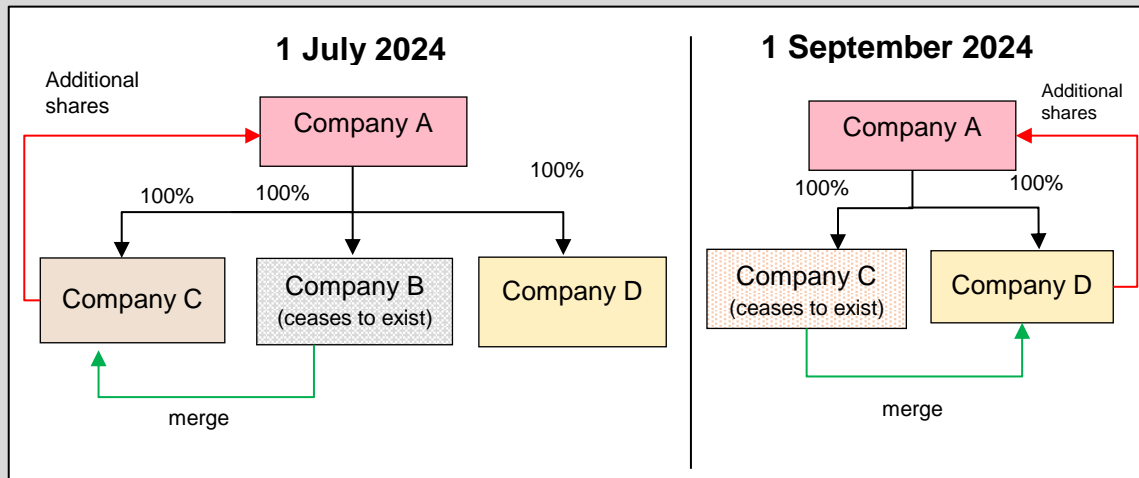 1 July 2024
Additional
shares
Company A
100%
100%
100%
Company C
Company B
(ceases to exist)
Company D
merge
1 September 2024
Additional
shares
Company A
100%
100%
Company C
(ceases to exist)
Company D
merge